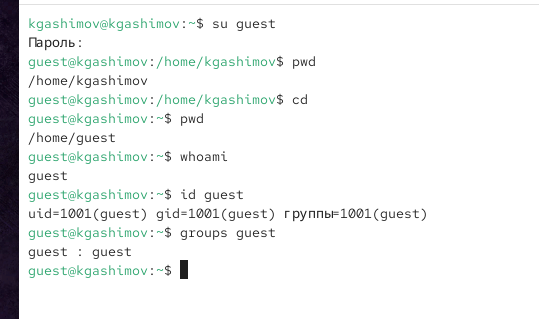 kgashimov@kgashimov:~$ su guest
Пароль:
guest@kgashimov:/home/kgashimov$ pwd
/home/kgashimov
guest@kgashimov:/home/kgashimov$ cd
guest@kgashimov:~$ pwd
/home/guest
guest@kgashimov:~$ whoami
guest
guest@kgashimov:~$ id guest
uid=1001(guest) gid=1001(guest) группы=1001(guest)
guest@kgashimov:~$ groups guest
guest : guest
guest@kgashimov:~$